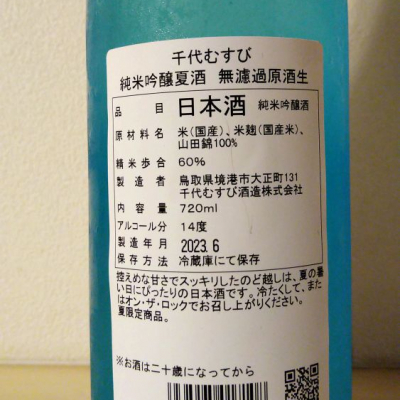 千代むすび
純米吟醸夏酒 無濾過原酒生
品目 日本酒 純米吟醸酒
原材料名 米(国産)、米麹(国産米)、
山田錦100%
精米歩合 60%
製造者 鳥取県境港市大正町131
千代むすび酒造株式会社
内容 720ml
アルコール分 14度
製造年月 2023.6
保存方法 冷蔵庫にて保存
控えめな甘さでスッキリしたのど越しは、夏の暑
い日にぴったりの日本酒です。冷たくして、また
はオン・ザ・ロックでお召し上がりください。
夏限定商品。
※お酒は二十歳になってから